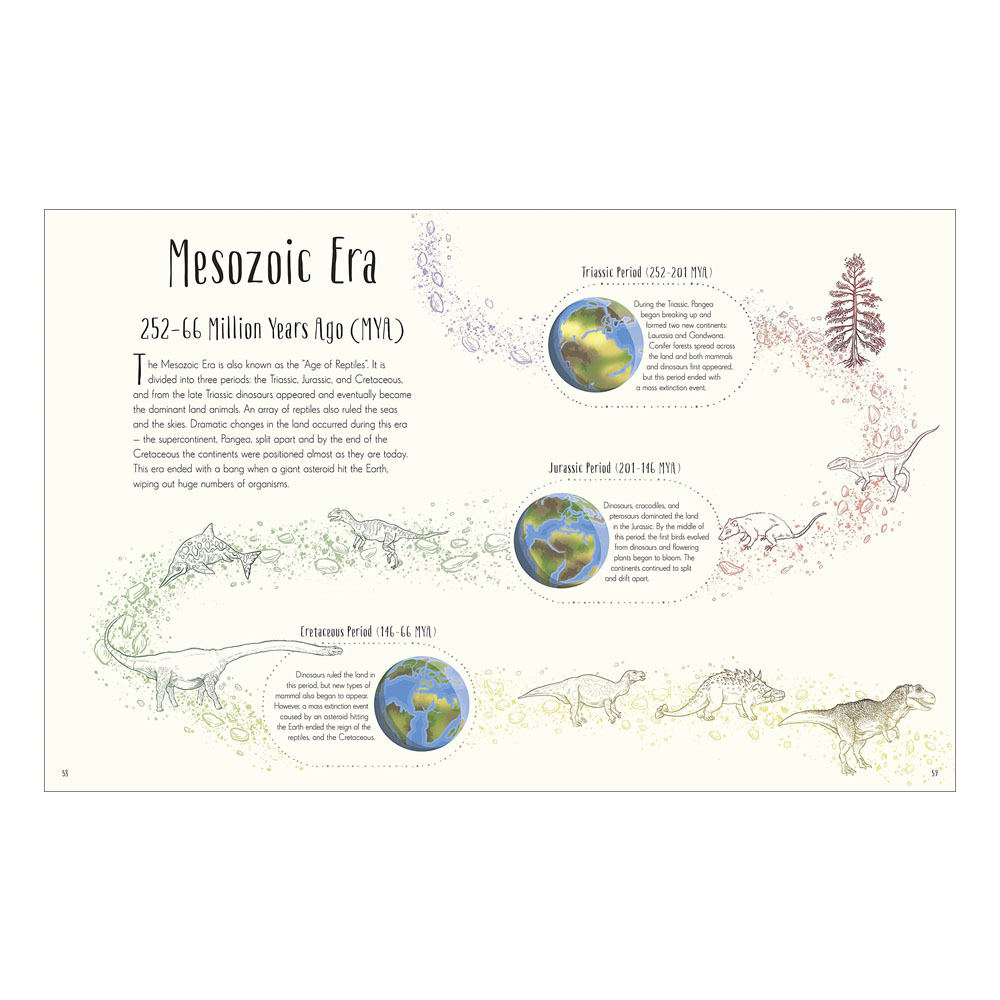 Mesozoic Era
252-66 Million Years Ago (MYA)
The Mesozoic Era is also known as the "Age of Reptiles". It is
divided into three periods: the Triassic, Jurassic, and Cretaceous,
and from the late Triassic dinosaurs appeared and eventually became
the dominant land animals. An array of reptiles also ruled the seas
and the skies. Dramatic changes in the land occurred during this era
– the supercontinent, Pangea, split apart and by the end of the
Cretaceous the continents were positioned almost as they are today.
This era ended with a bang when a giant asteroid hit the Earth,
wiping out huge numbers of organisms.
Triassic Period (252-201 MYA)
During the Triassic, Pangea
began breaking up and
formed two new continents:
Laurasia and Gondwana.
Conifer forests spread across
the land and both mammals
and dinosaurs first appeared,
but this period ended with
a mass extinction event.
Jurassic Period (201-146 MYA)
Dinosaurs, crocodiles, and
pterosaurs dominated the land
in the Jurassic. By the middle of
this period, the first birds evolved
from dinosaurs and flowering
plants began to bloom. The
continents continued to split
and drift apart.
Cretaceous Period (146-66 MYA)
Dinosaurs ruled the land in
this period, but new types of
mammal also began to appear.
However, a mass extinction event
caused by an asteroid hitting
the Earth ended the reign of the
reptiles, and the Cretaceous.
58
59